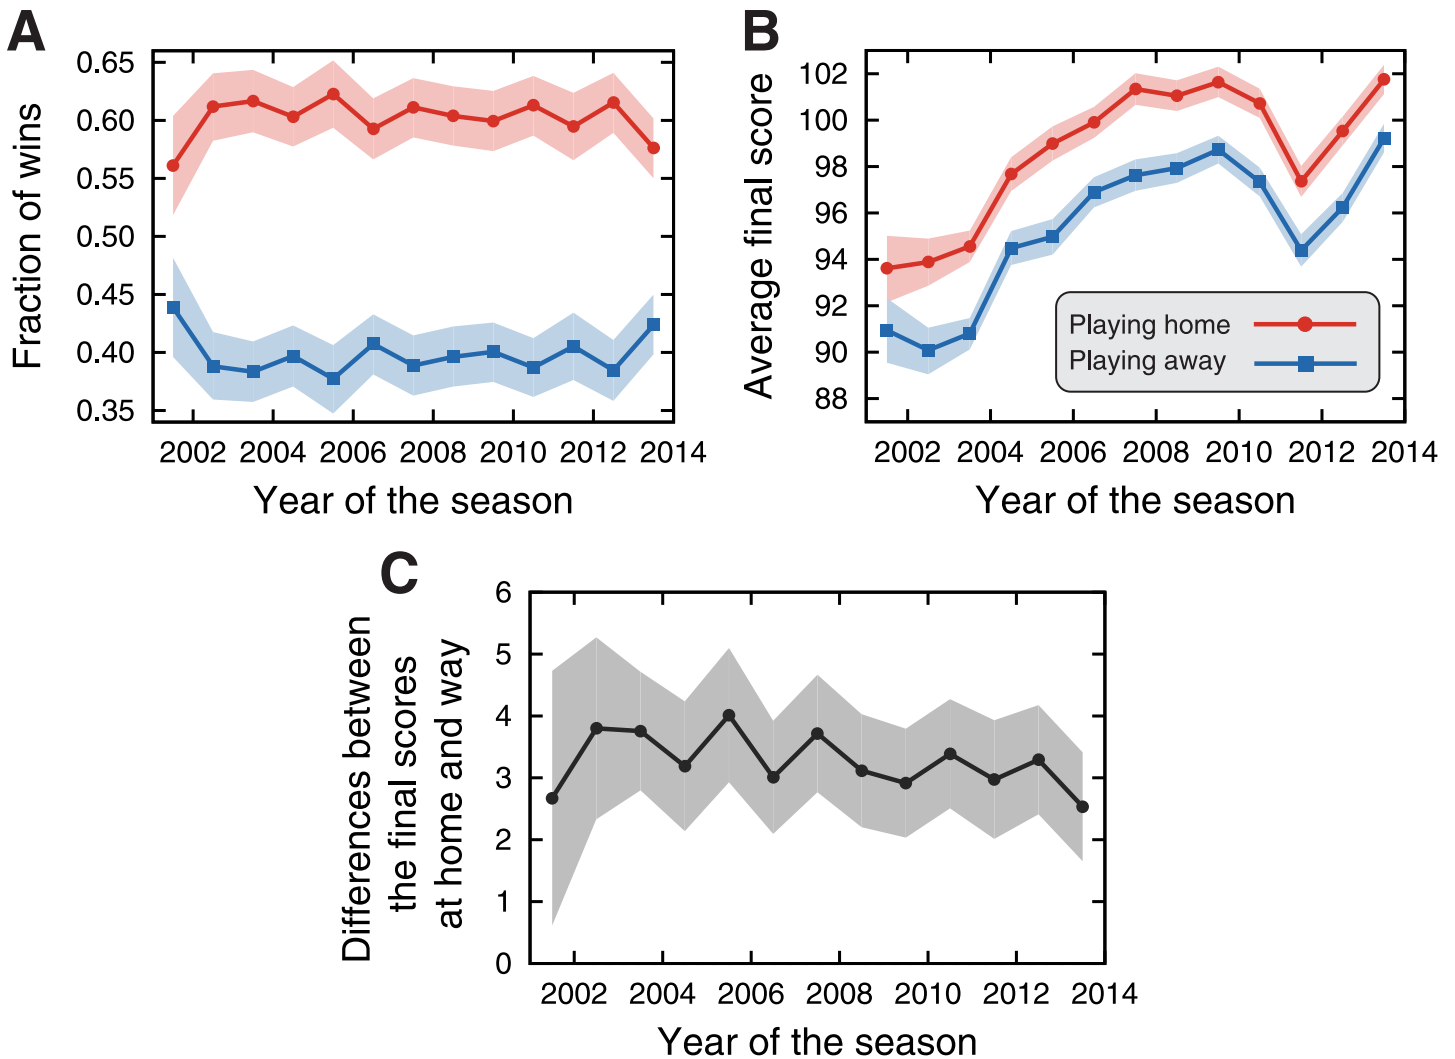 A
0.65
0.60
0.55
0.50
0.45
0.40
0.35
Fraction of wins
2002 2004 2006 2008 2010 2012 2014
Year of the season
B
102
100
98
96
94
92
90
88
Average final score
Playing home
Playing away
2002 2004 2006 2008 2010 2012 2014
Year of the season
C
6
5
4
3
2
1
0
Differences between
the final scores
at home and way
2002 2004 2006 2008 2010 2012 2014
Year of the season